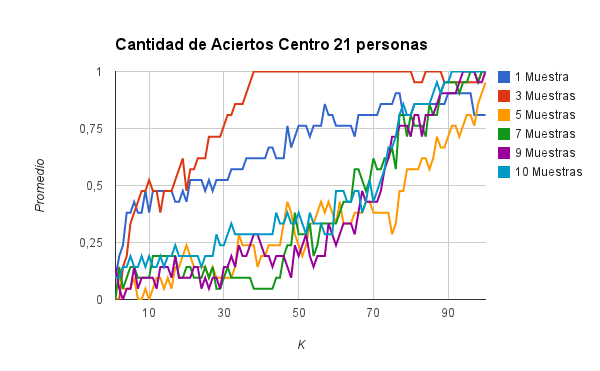 Cantidad de Aciertos Centro 21 personas
1
0,75
0,5
0,25
0
Promedio
10
30
50
70
90
K
1 Muestra
3 Muestras
5 Muestras
7 Muestras
9 Muestras
10 Muestras